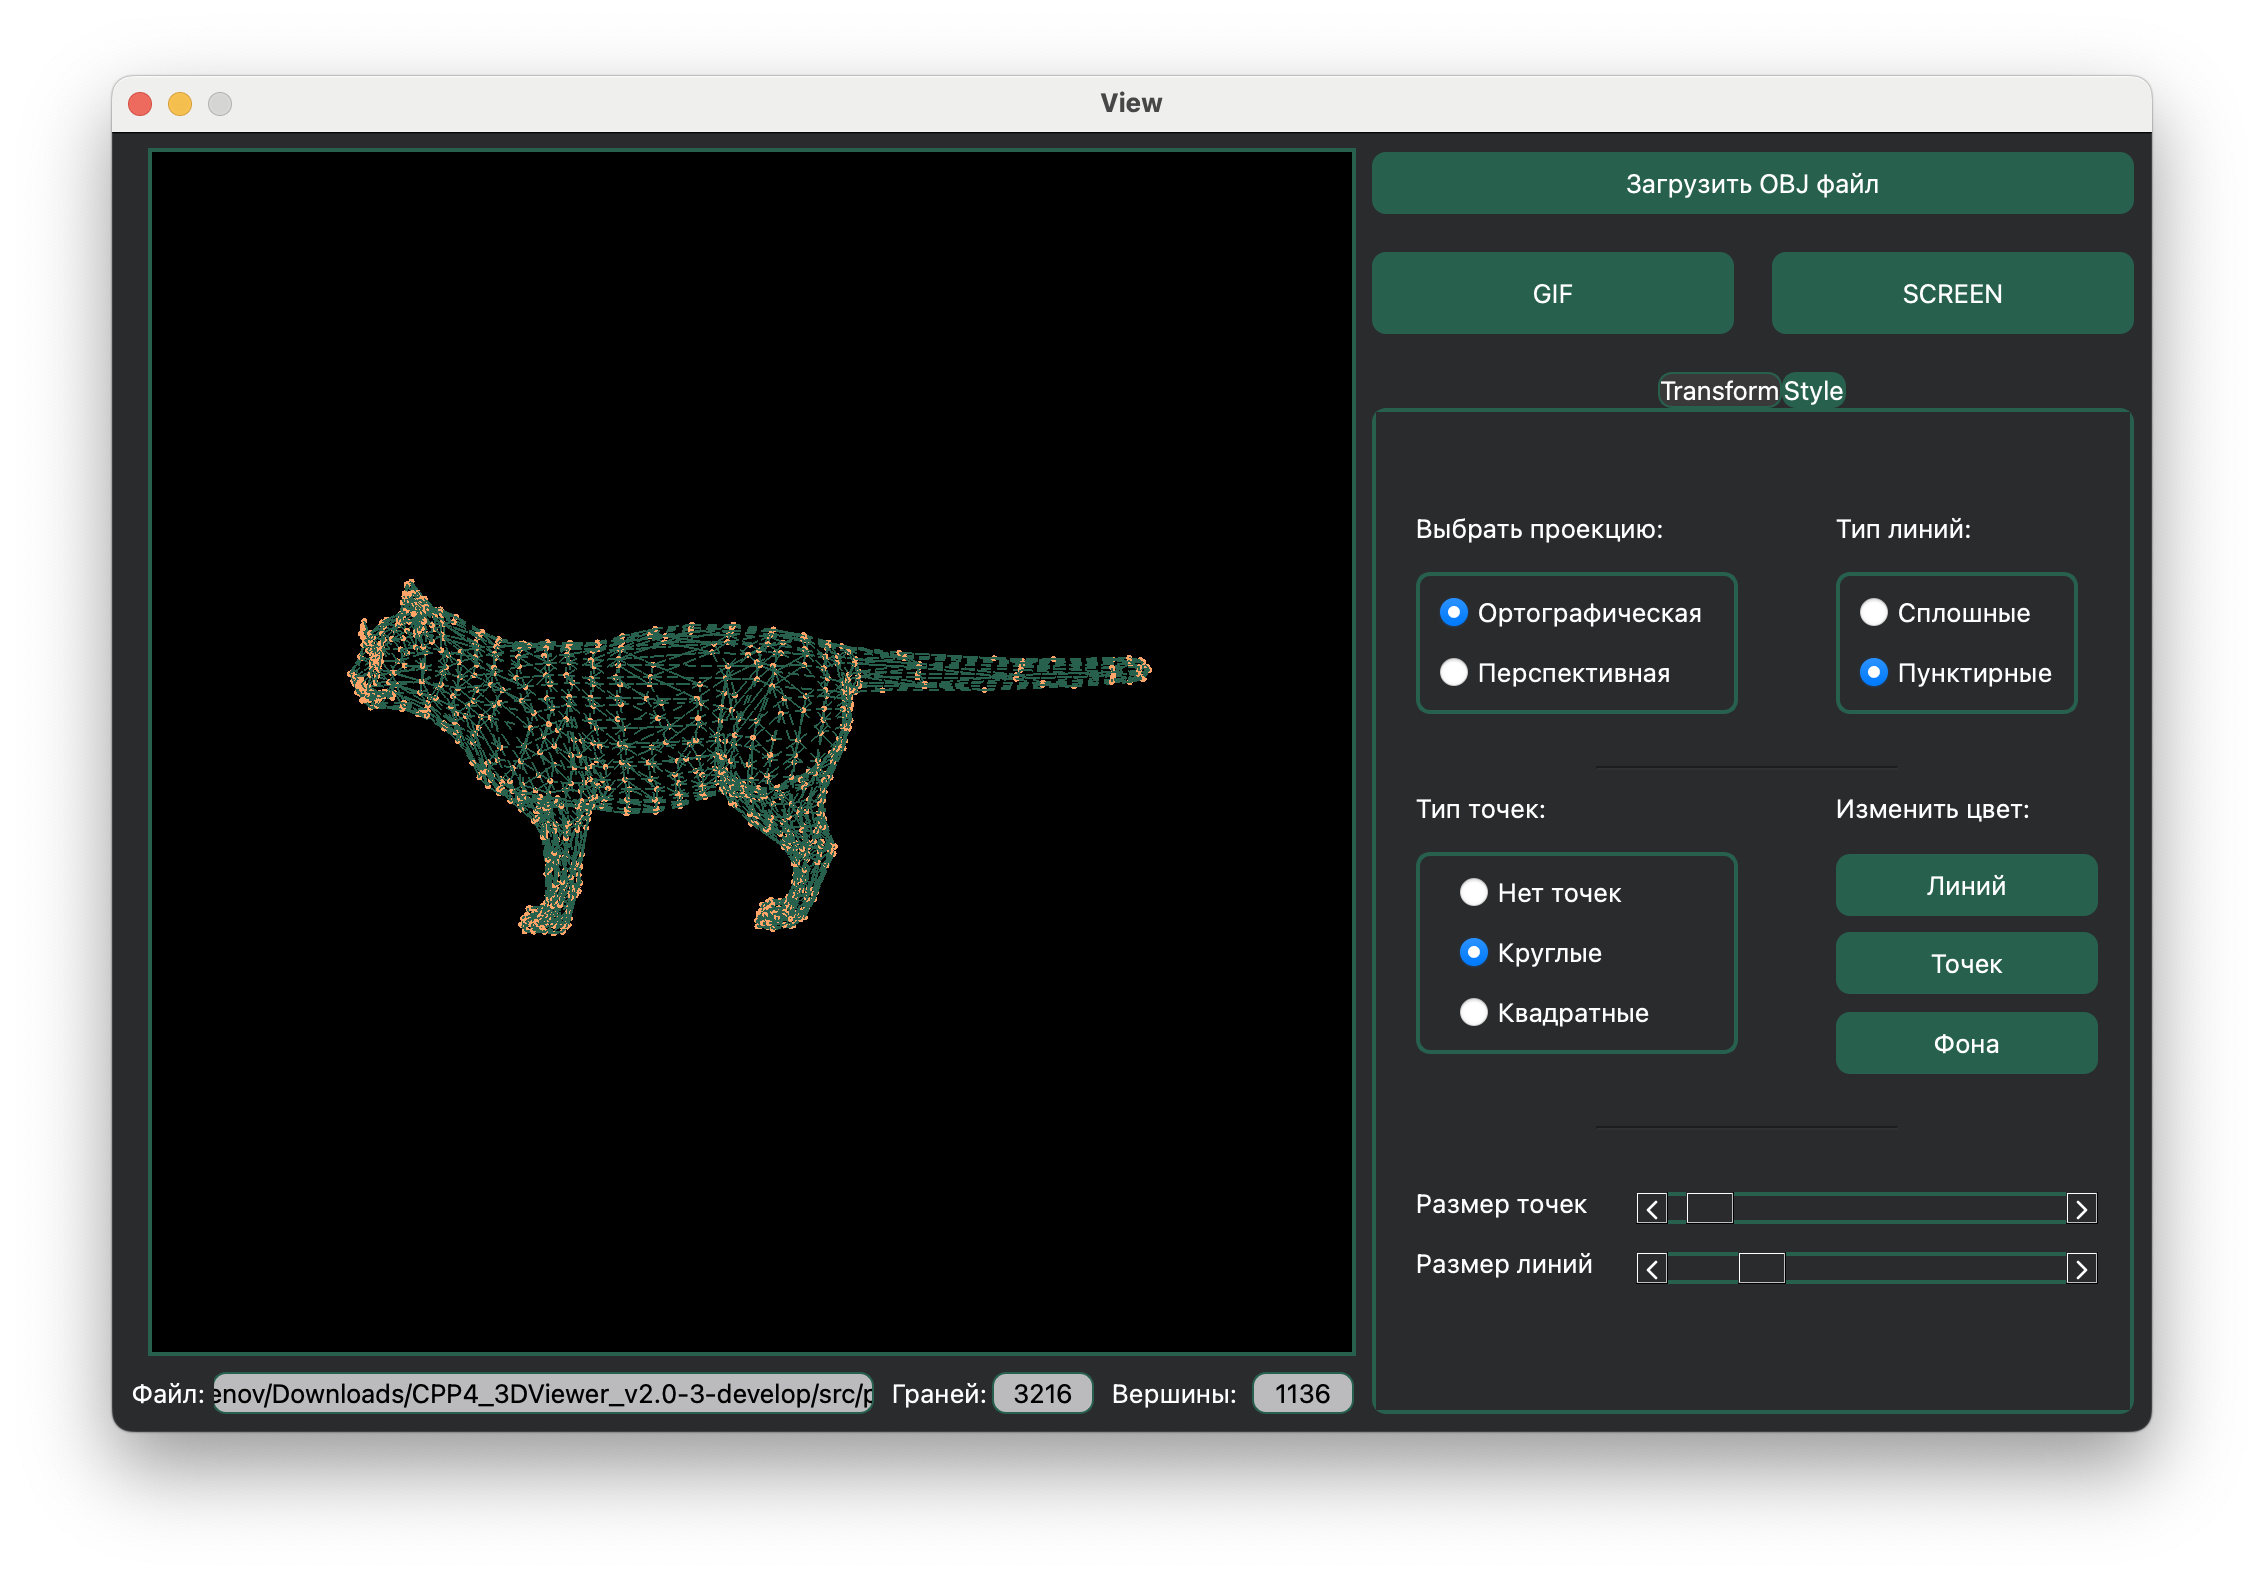 View
Загрузить OBJ файл
GIF
SCREEN
Transform
Style
Выбрать проекцию:
Тип линий:
Ортографическая
Перспективная
Сплошные
Пунктирные
Тип точек:
Изменить цвет:
Нет точек
Круглые
Квадратные
Линий
Точек
Фона
Размер точек
Размер линий
Файл: enov/Downloads/CPP4_3DViewer_v2.0-3-develop/src/p Граней: 3216 Вершины: 1136